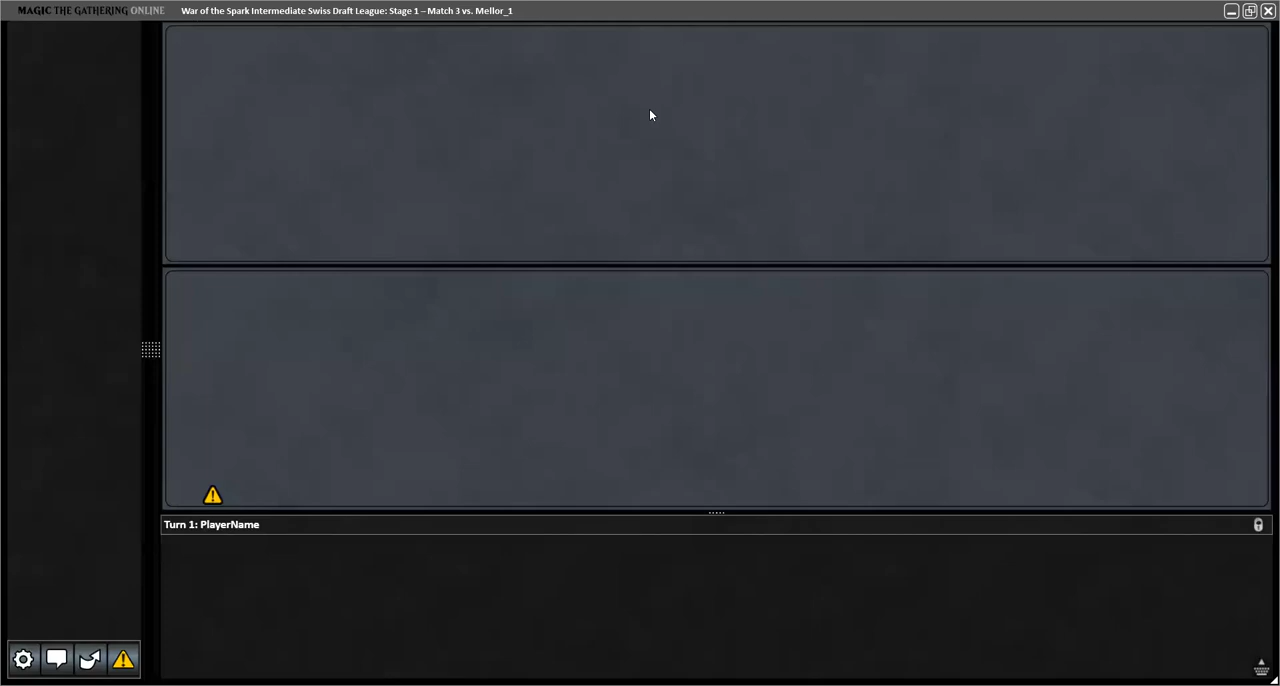 MAGIC THE GATHERING ONLINE War of the Spark Intermediate Swiss Draft League: Stage 1 – Match 3 vs. Mellor_1
Turn 1: PlayerName